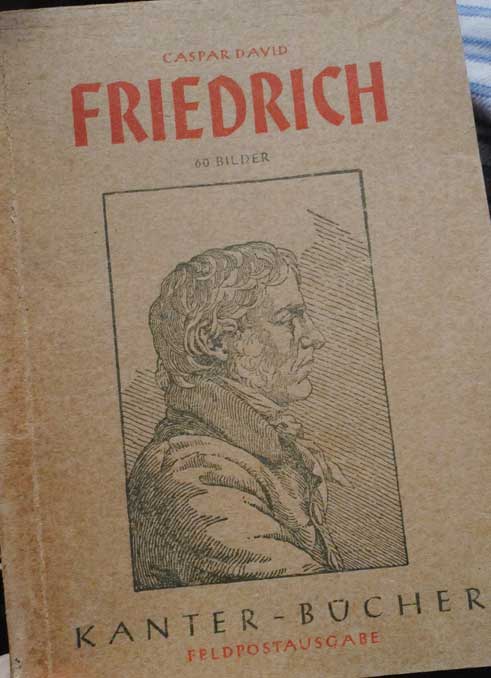 CASPAR DAVID
FRIEDRICH
60 BILDER
KANTER-BÜCHER
FELDPOSTAUSGABE